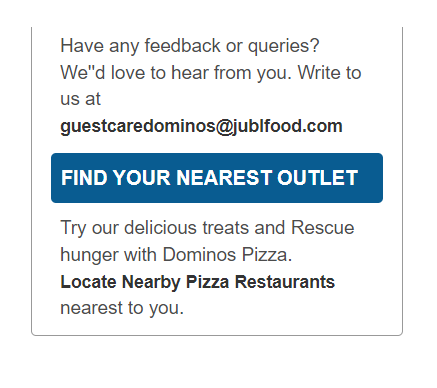 Have any feedback or queries?
We"d love to hear from you. Write to
us at
guestcaredominos@jublfood.com
FIND YOUR NEAREST OUTLET
Try our delicious treats and Rescue
hunger with Dominos Pizza.
Locate Nearby Pizza Restaurants
nearest to you.